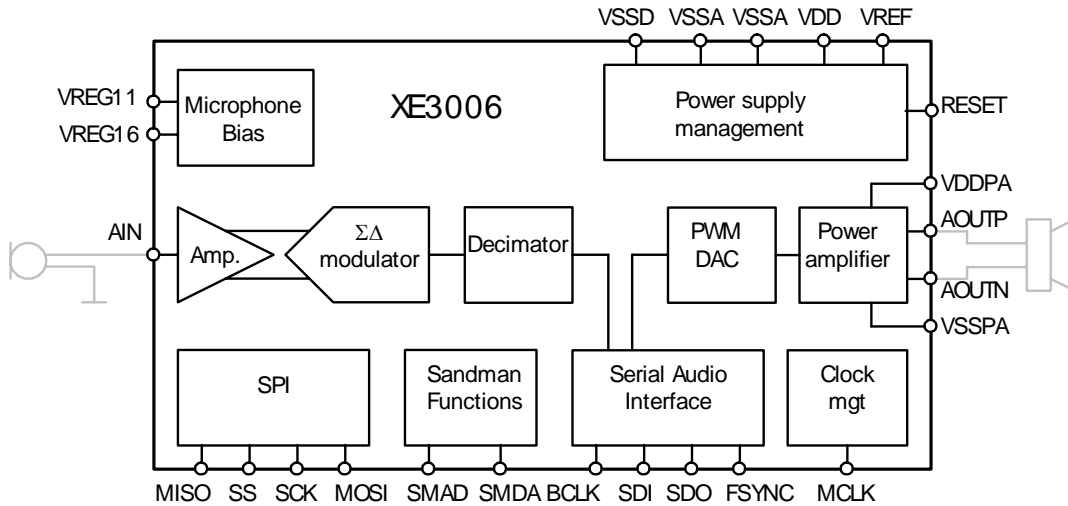 VSSD VSSA VSSA VDD VREF
VREG11
VREG16
Microphone
Bias
XE3006
Power supply
management
RESET
VDDPA
AIN
Amp.
ΣΔ
modulator
Decimator
PWM
DAC
Power
amplifier
AOUTP
AOUTN
VSSPA
SPI
Sandman
Functions
Serial Audio
Interface
Clock
mgt
MISO SS SCK MOSI SMAD SMDA BCLK SDI SDO FSYNC MCLK